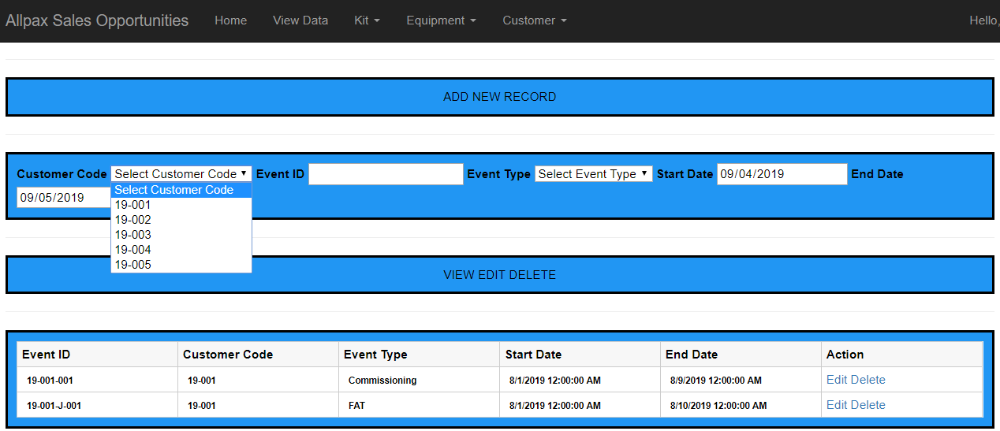 Allpax Sales Opportunities Home View Data Kit Equipment Customer Hello,
ADD NEW RECORD
Customer Code Select Customer Code Event ID Event Type Select Event Type Start Date 09/04/2019 End Date
09/05/2019
Select Customer Code
19-001
19-002
19-003
19-004
19-005
VIEW EDIT DELETE
Event ID Customer Code Event Type Start Date End Date Action
19-001-001 19-001 Commissioning 8/1/2019 12:00:00 AM 8/9/2019 12:00:00 AM Edit Delete
19-001-J-001 19-001 FAT 8/1/2019 12:00:00 AM 8/10/2019 12:00:00 AM Edit Delete